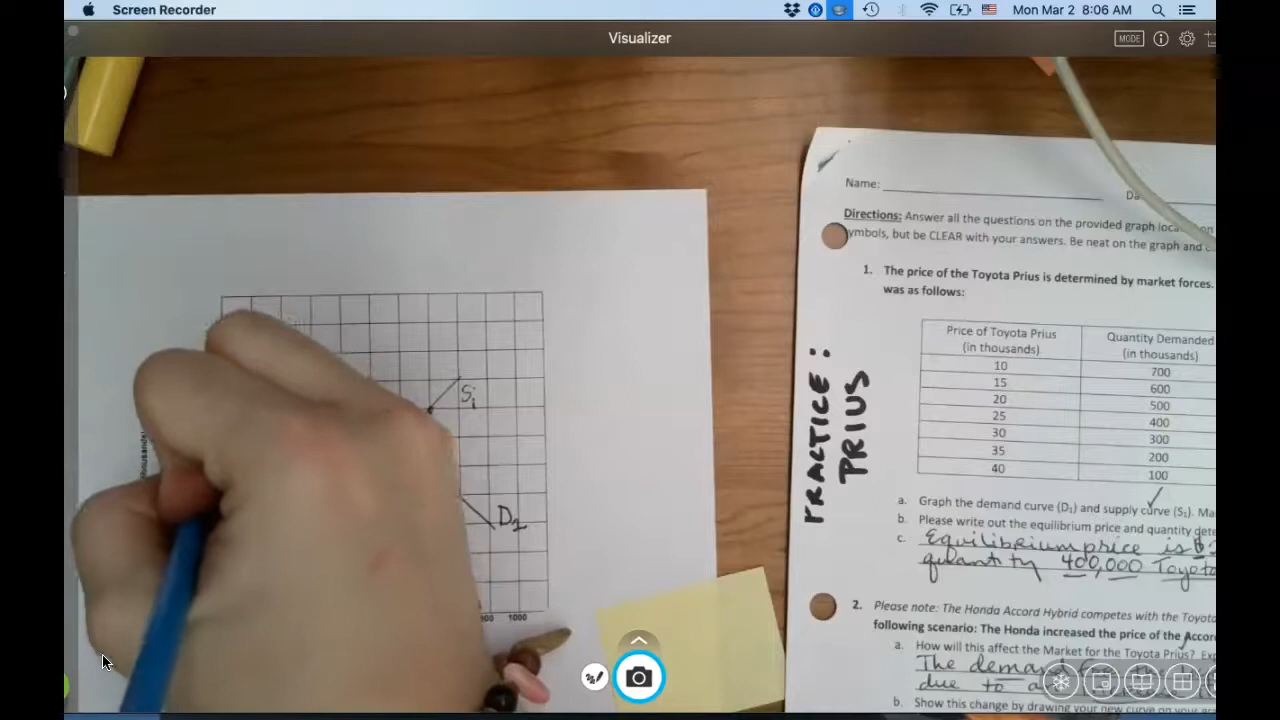 Screen Recorder
Mon Mar 2 8:06 AM
Visualizer
MODE
Name:
Directions: Answer all the questions on the provided graph
symbols, but be CLEAR with your answers. Be neat on the graph and
1. The price of the Toyota Prius is determined by market forces.
was as follows:
Price of Toyota Prius
(in thousands)
Quantity Demanded
(in thousands)
10 700
15 600
20 500
25 400
30 300
35 200
40 100
a. Graph the demand curve (D₁) and supply curve (S₁).
b. Please write out the equilibrium price and quantity
c. Equilibrium price is
quantity 400,000 Toyota
2. Please note: The Honda Accord Hybrid competes with the
following scenario: The Honda increased the price of the
a. How will this affect the Market for the Toyota Prius?
The demand
due to
b. Show this change by drawing your new curve on
PRACTICE:
PRIUS
S₁
D₁
1000